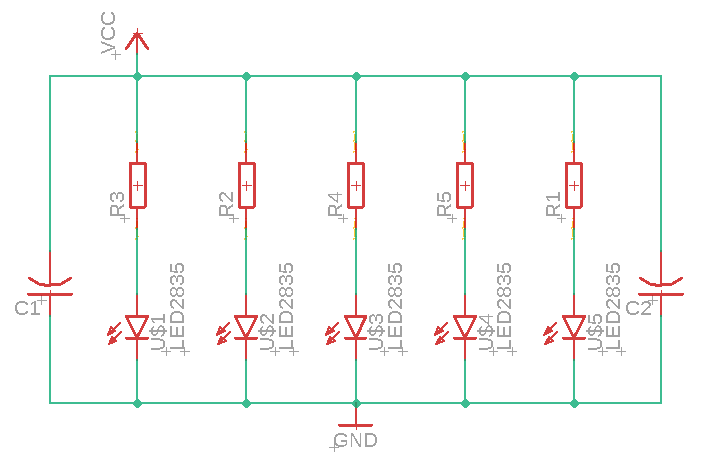 VCC
R3
R2
R4
R5
R1
C1
C2
U$1
LED2835
U$2
LED2835
U$3
LED2835
U$4
LED2835
U$5
LED2835
GND